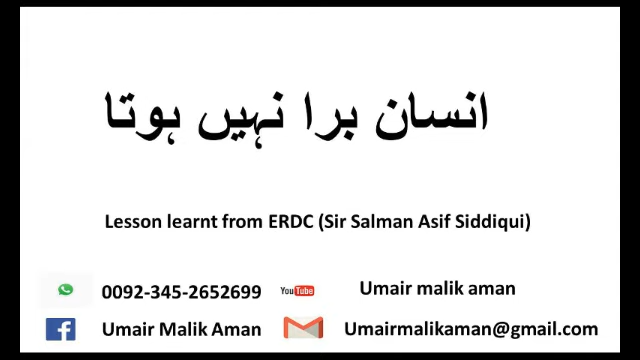 انسان برا نہیں ہوتا
Lesson learnt from ERDC (Sir Salman Asif Siddiqui)
0092-345-2652699 YouTube Umair malik aman
Umair Malik Aman Umairmalikaman@gmail.com